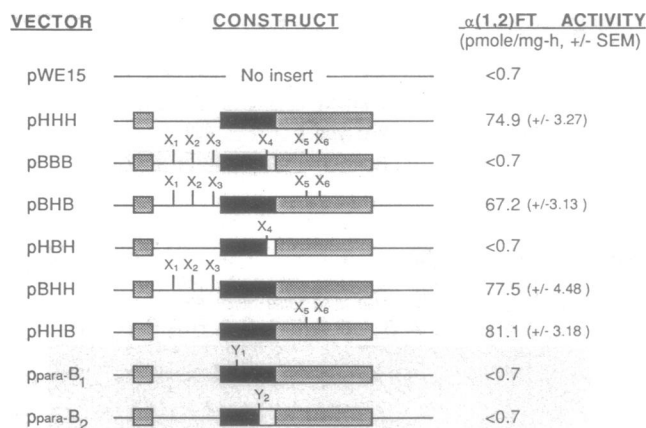 VECTOR CONSTRUCT α(1,2)FT ACTIVITY
(pmole/mg-h, +/- SEM)
pWE15 No insert <0.7
pHHH 74.9 (+/- 3.27)
X1 X2 X3 X4 X5 X6
pBBB <0.7
X1 X2 X3 X5 X6
pBHB 67.2 (+/-3.13)
X4
pHBH <0.7
X1 X2 X3
pBHH 77.5 (+/- 4.48)
X5 X6
pHHB 81.1 (+/- 3.18)
Y1
ppara-B1 <0.7
Y2
ppara-B2 <0.7